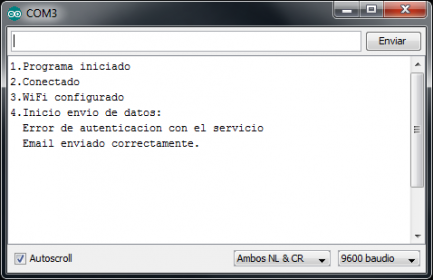 COM3
Enviar
1.Programa iniciado
2.Conectado
3.WiFi configurado
4.Inicio envio de datos:
Error de autenticacion con el servicio
Email enviado correctamente.
Autoscroll
Ambos NL & CR
9600 baudio